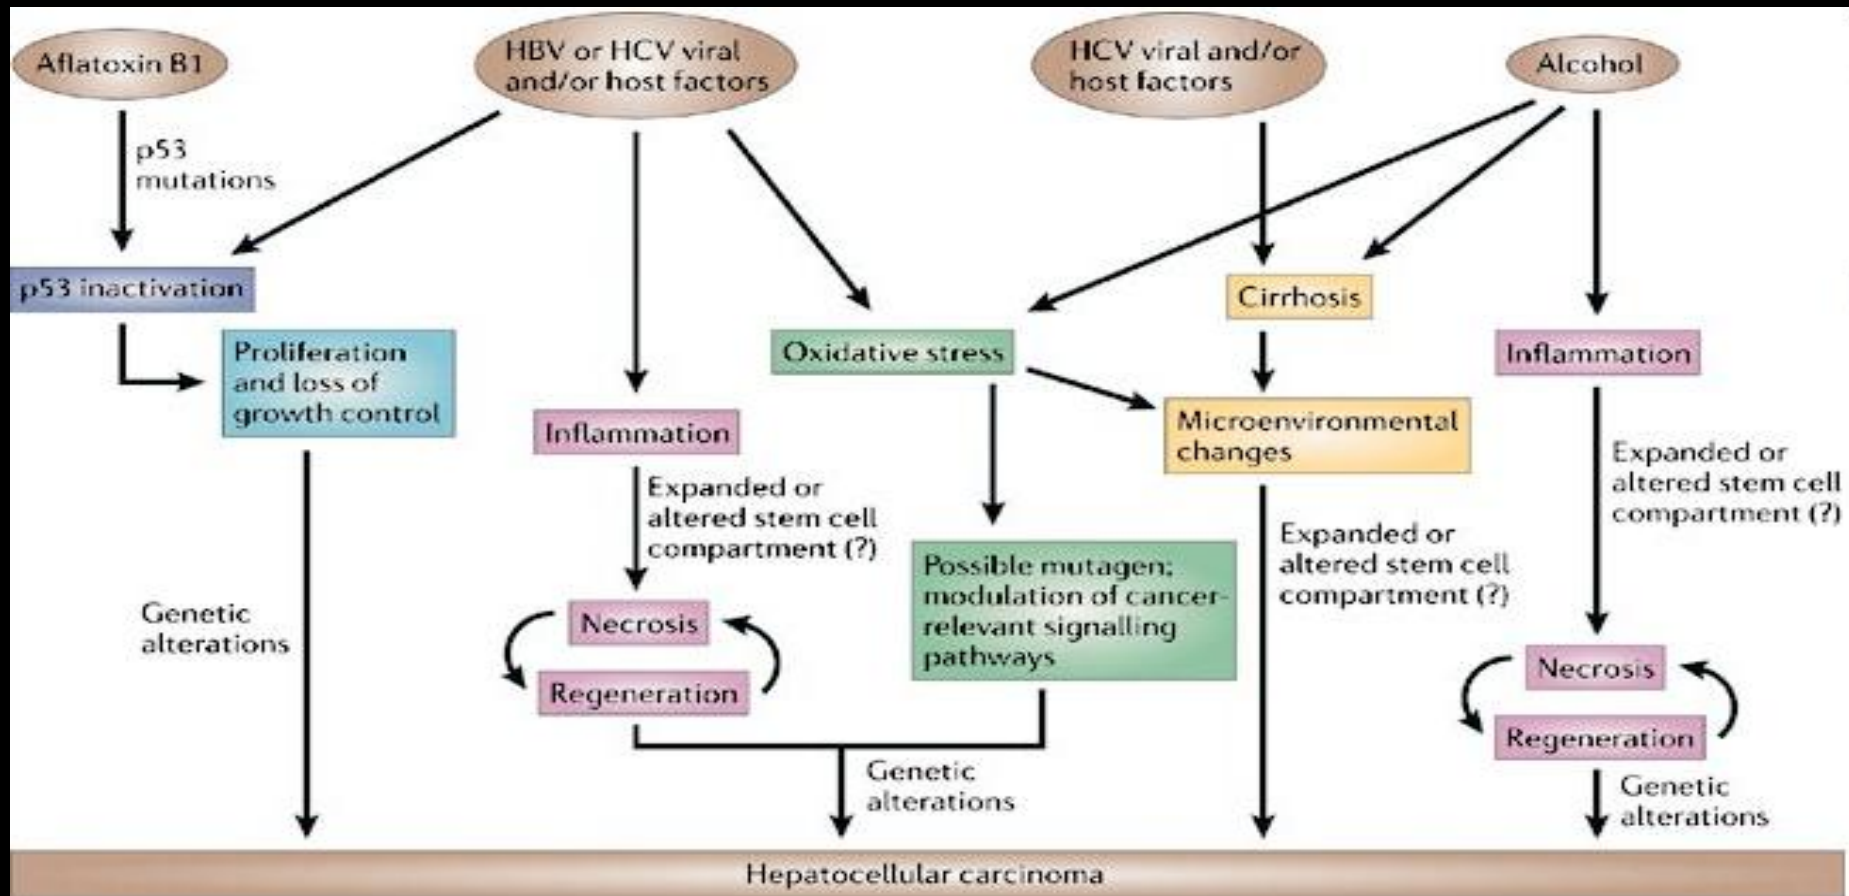 Aflatoxin B1
HBV or HCV viral
and/or host factors
HCV viral and/or
host factors
Alcohol
p53
mutations
p53 inactivation
Proliferation
and loss of
growth control
Genetic
alterations
Inflammation
Expanded or
altered stem cell
compartment (?)
Necrosis
Regeneration
Oxidative stress
Possible mutagen;
modulation of cancer-
relevant signalling
pathways
Genetic
alterations
Cirrhosis
Microenvironmental
changes
Expanded or
altered stem cell
compartment (?)
Inflammation
Expanded or
altered stem cell
compartment (?)
Necrosis
Regeneration
Genetic
alterations
Hepatocellular carcinoma